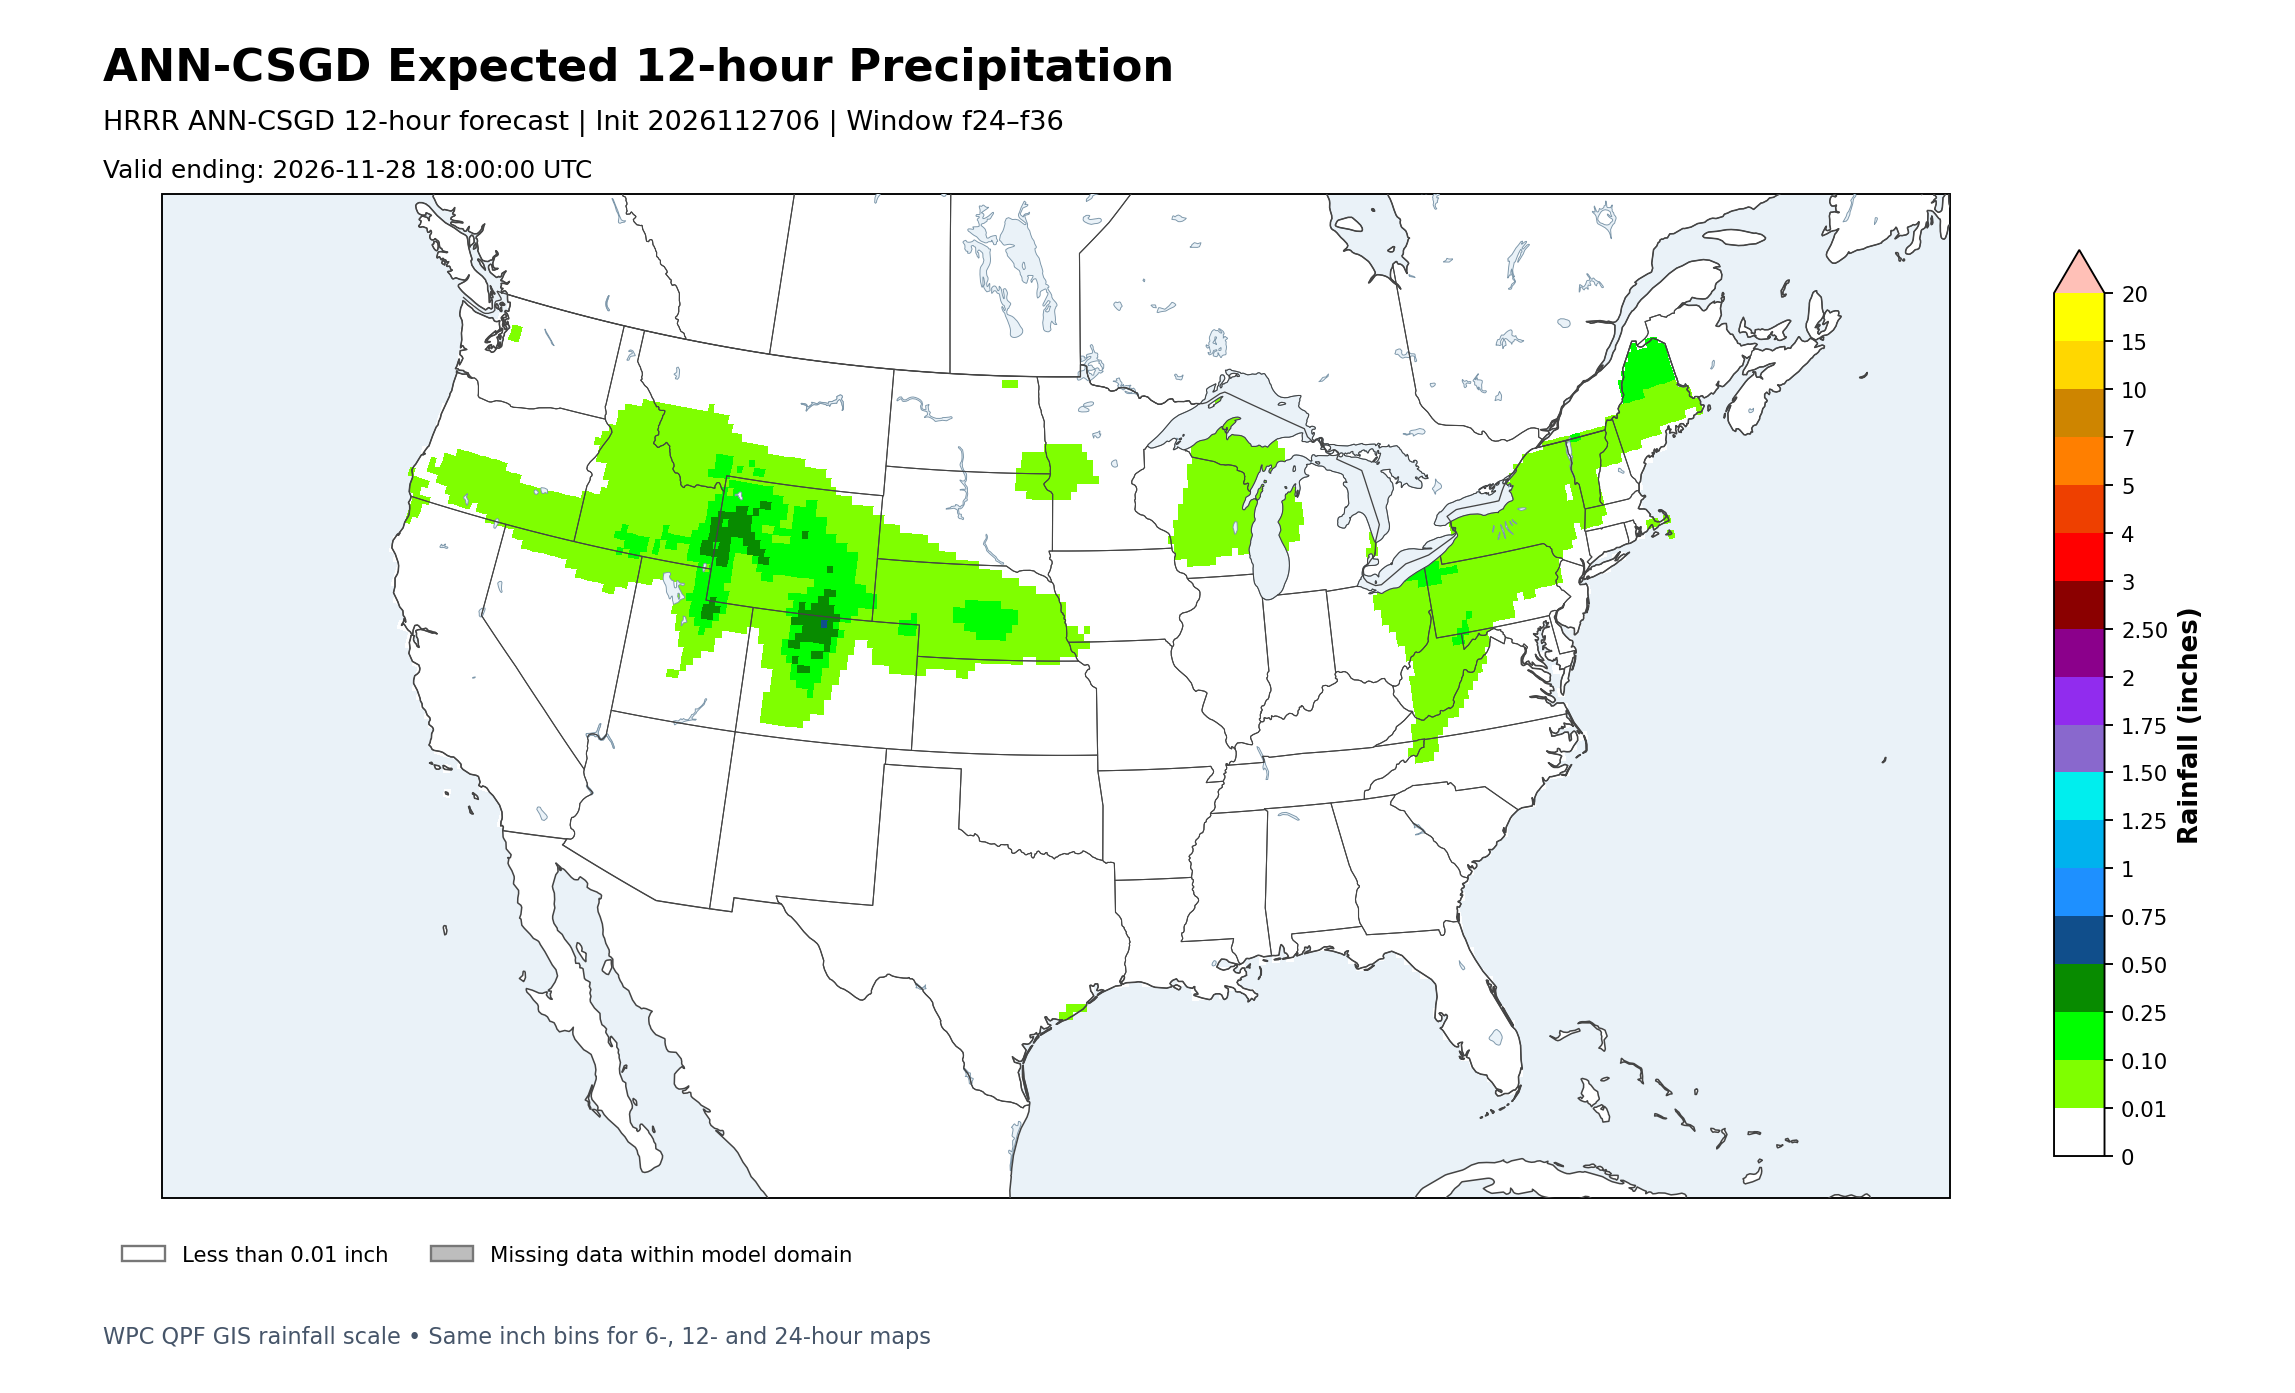 ANN-CSGD Expected 12-hour Precipitation
HRRR ANN-CSGD 12-hour forecast | Init 2026112706 | Window f24–f36
Valid ending: 2026-11-28 18:00:00 UTC
20
15
10
7
5
4
3
2.50
2
1.75
1.50
1.25
1
0.75
0.50
0.25
0.10
0.01
0
Rainfall (inches)
Less than 0.01 inch
Missing data within model domain
WPC QPF GIS rainfall scale • Same inch bins for 6-, 12- and 24-hour maps